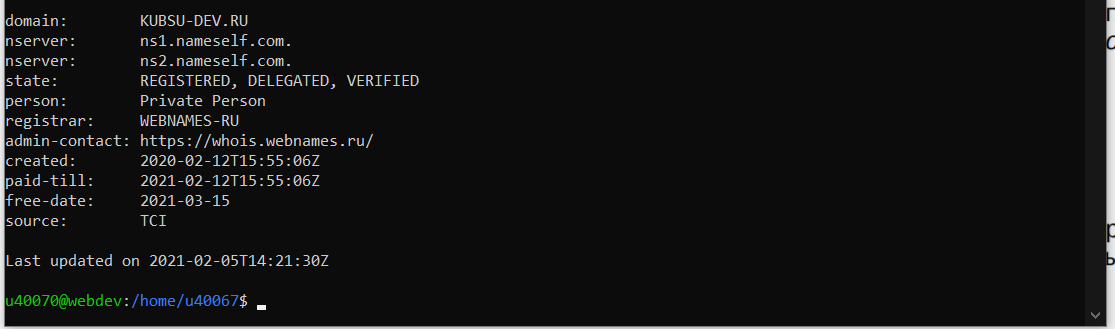 domain:        KUBSU-DEV.RU
nserver:       ns1.nameself.com.
nserver:       ns2.nameself.com.
state:         REGISTERED, DELEGATED, VERIFIED
person:        Private Person
registrar:     WEBNAMES-RU
admin-contact: https://whois.webnames.ru/
created:       2020-02-12T15:55:06Z
paid-till:     2021-02-12T15:55:06Z
free-date:     2021-03-15
source:        TCI
Last updated on 2021-02-05T14:21:30Z
u40070@webdev:/home/u40067$